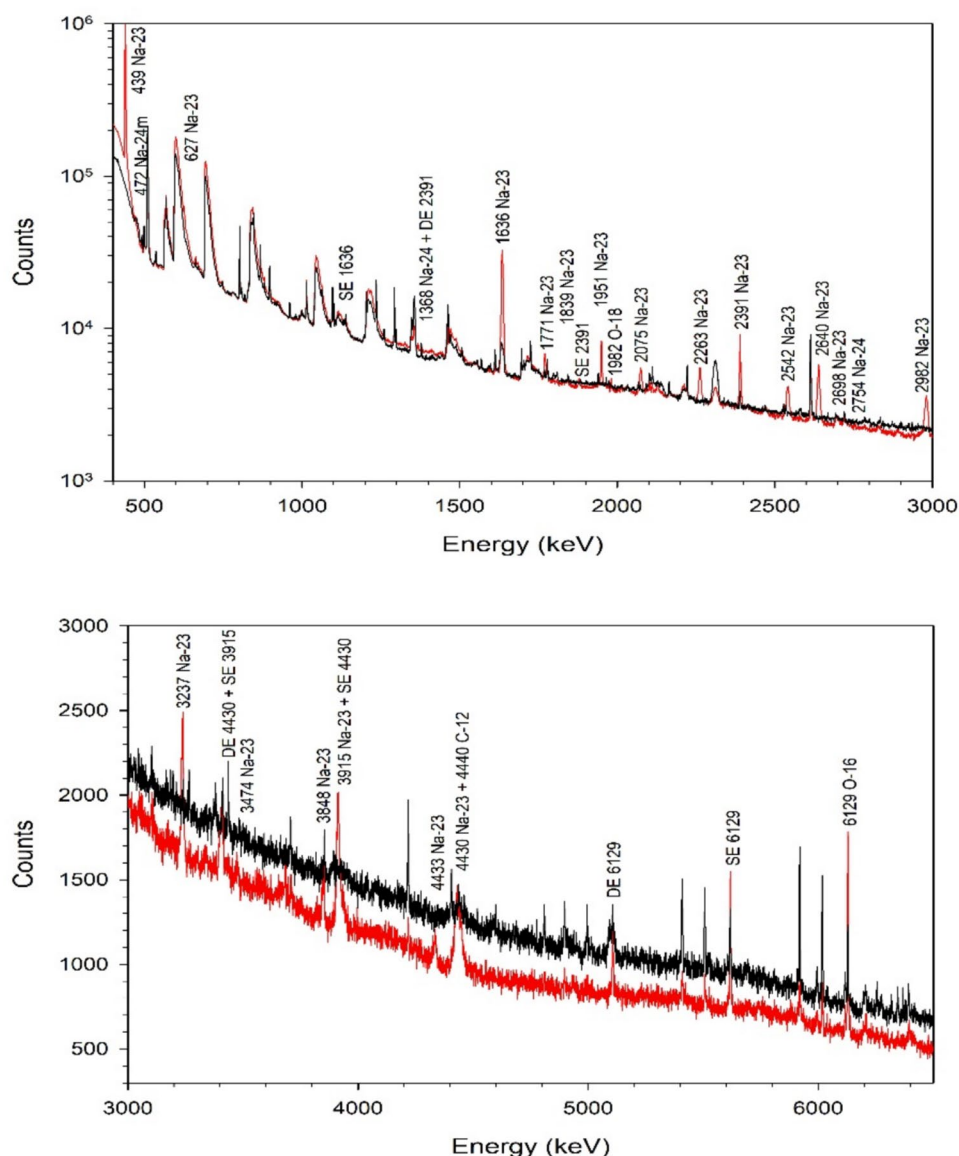 10⁶
10⁵
10⁴
10³
Counts
439 Na-23
472 Na-24m
627 Na-23
SE 1636
1368 Na-24 + DE 2391
1636 Na-23
1771 Na-23
1839 Na-23
SE 2391
1951 Na-23
1982 O-18
2075 Na-23
2263 Na-23
2391 Na-23
2542 Na-23
2640 Na-23
2698 Na-23
2754 Na-24
2982 Na-23
500 1000 1500 2000 2500 3000
Energy (keV)
3000
2500
2000
1500
1000
500
Counts
3237 Na-23
DE 4430 + SE 3915
3474 Na-23
3848 Na-23
3915 Na-23 + SE 4430
4433 Na-23
4430 Na-23 + 4440 C-12
DE 6129
SE 6129
6129 O-16
3000 4000 5000 6000
Energy (keV)